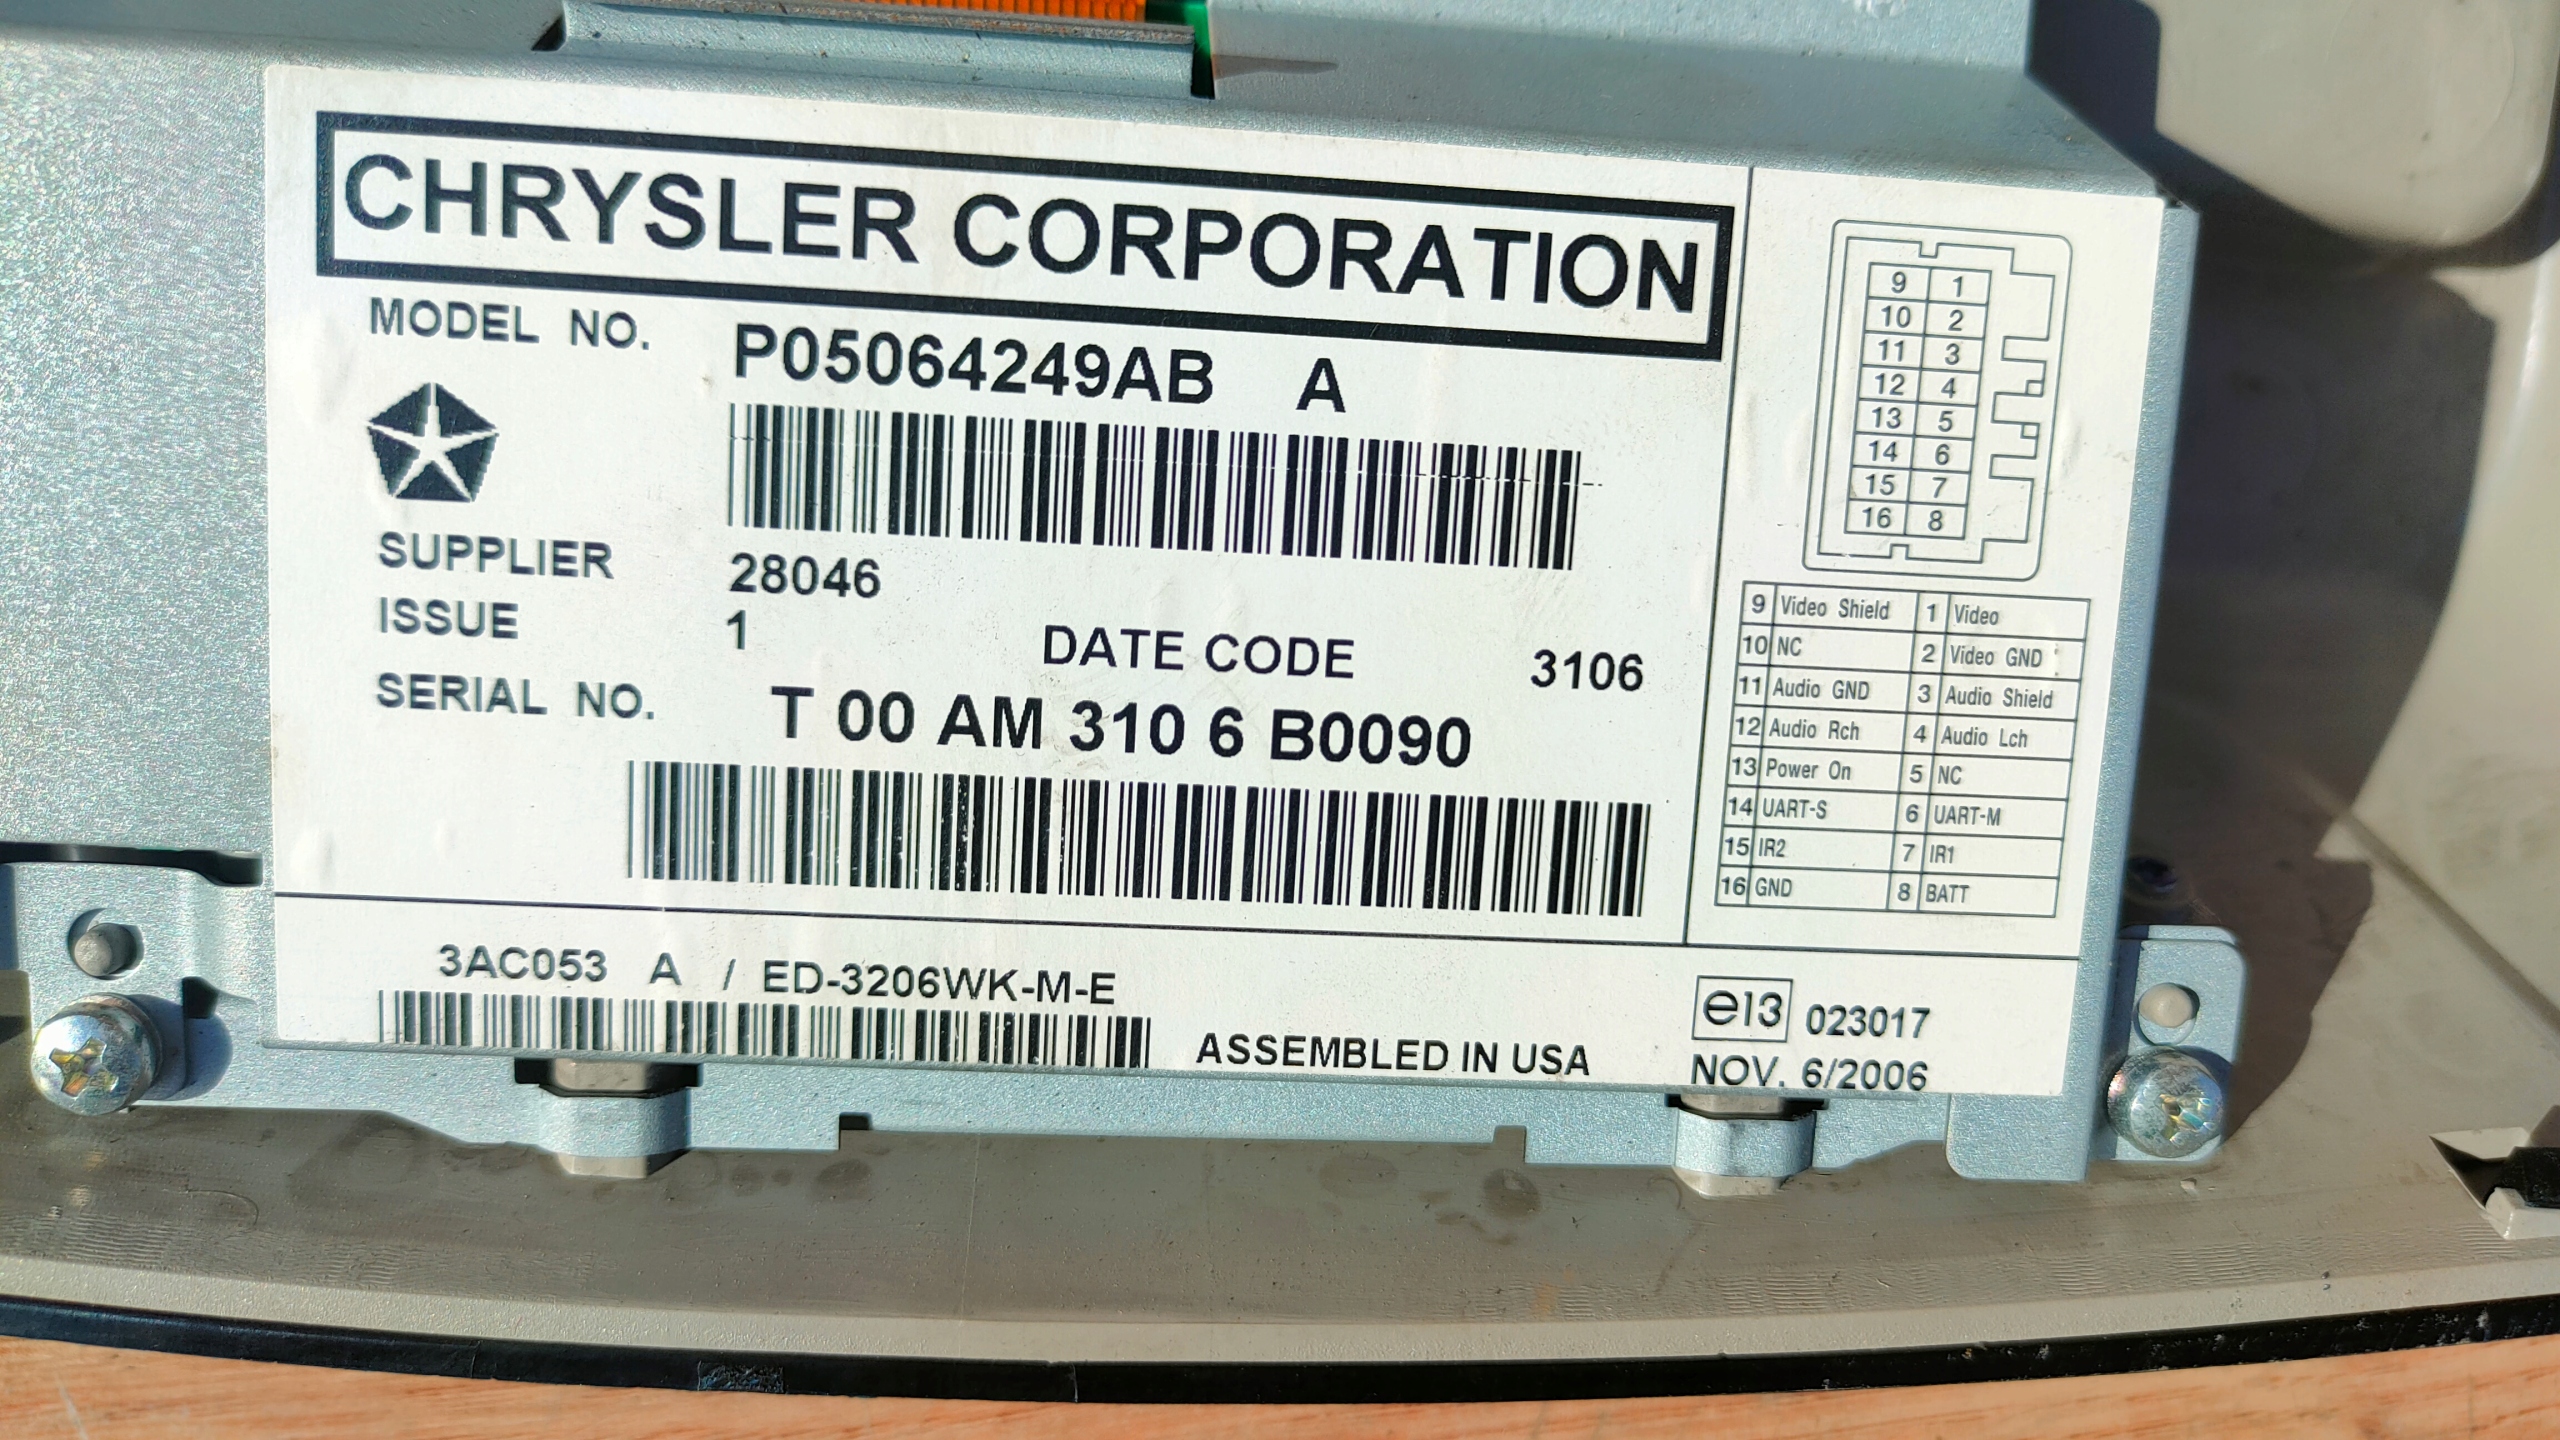 CHRYSLER CORPORATION
MODEL NO. P05064249AB A
SUPPLIER 28046
ISSUE 1 DATE CODE 3106
SERIAL NO. T 00 AM 310 6 B0090
3AC053 A / ED-3206WK-M-E
ASSEMBLED IN USA
9 1
10 2
11 3
12 4
13 5
14 6
15 7
16 8
9 Video Shield 1 Video
10 NC 2 Video GND
11 Audio GND 3 Audio Shield
12 Audio Rch 4 Audio Lch
13 Power On 5 NC
14 UART-S 6 UART-M
15 IR2 7 IR1
16 GND 8 BATT
e13 023017
NOV. 6/2006